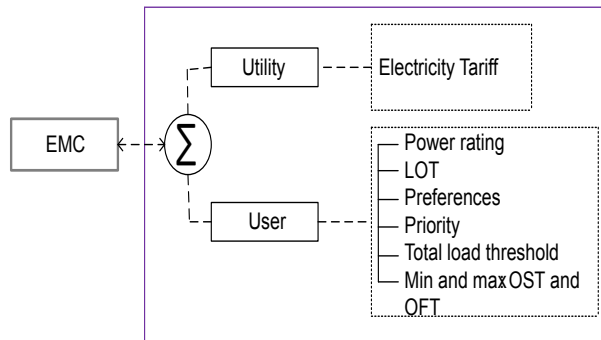 Utility
Electricity Tariff
EMC
∑
User
Power rating
LOT
Preferences
Priority
Total load threshold
Min and max OST and
OFT